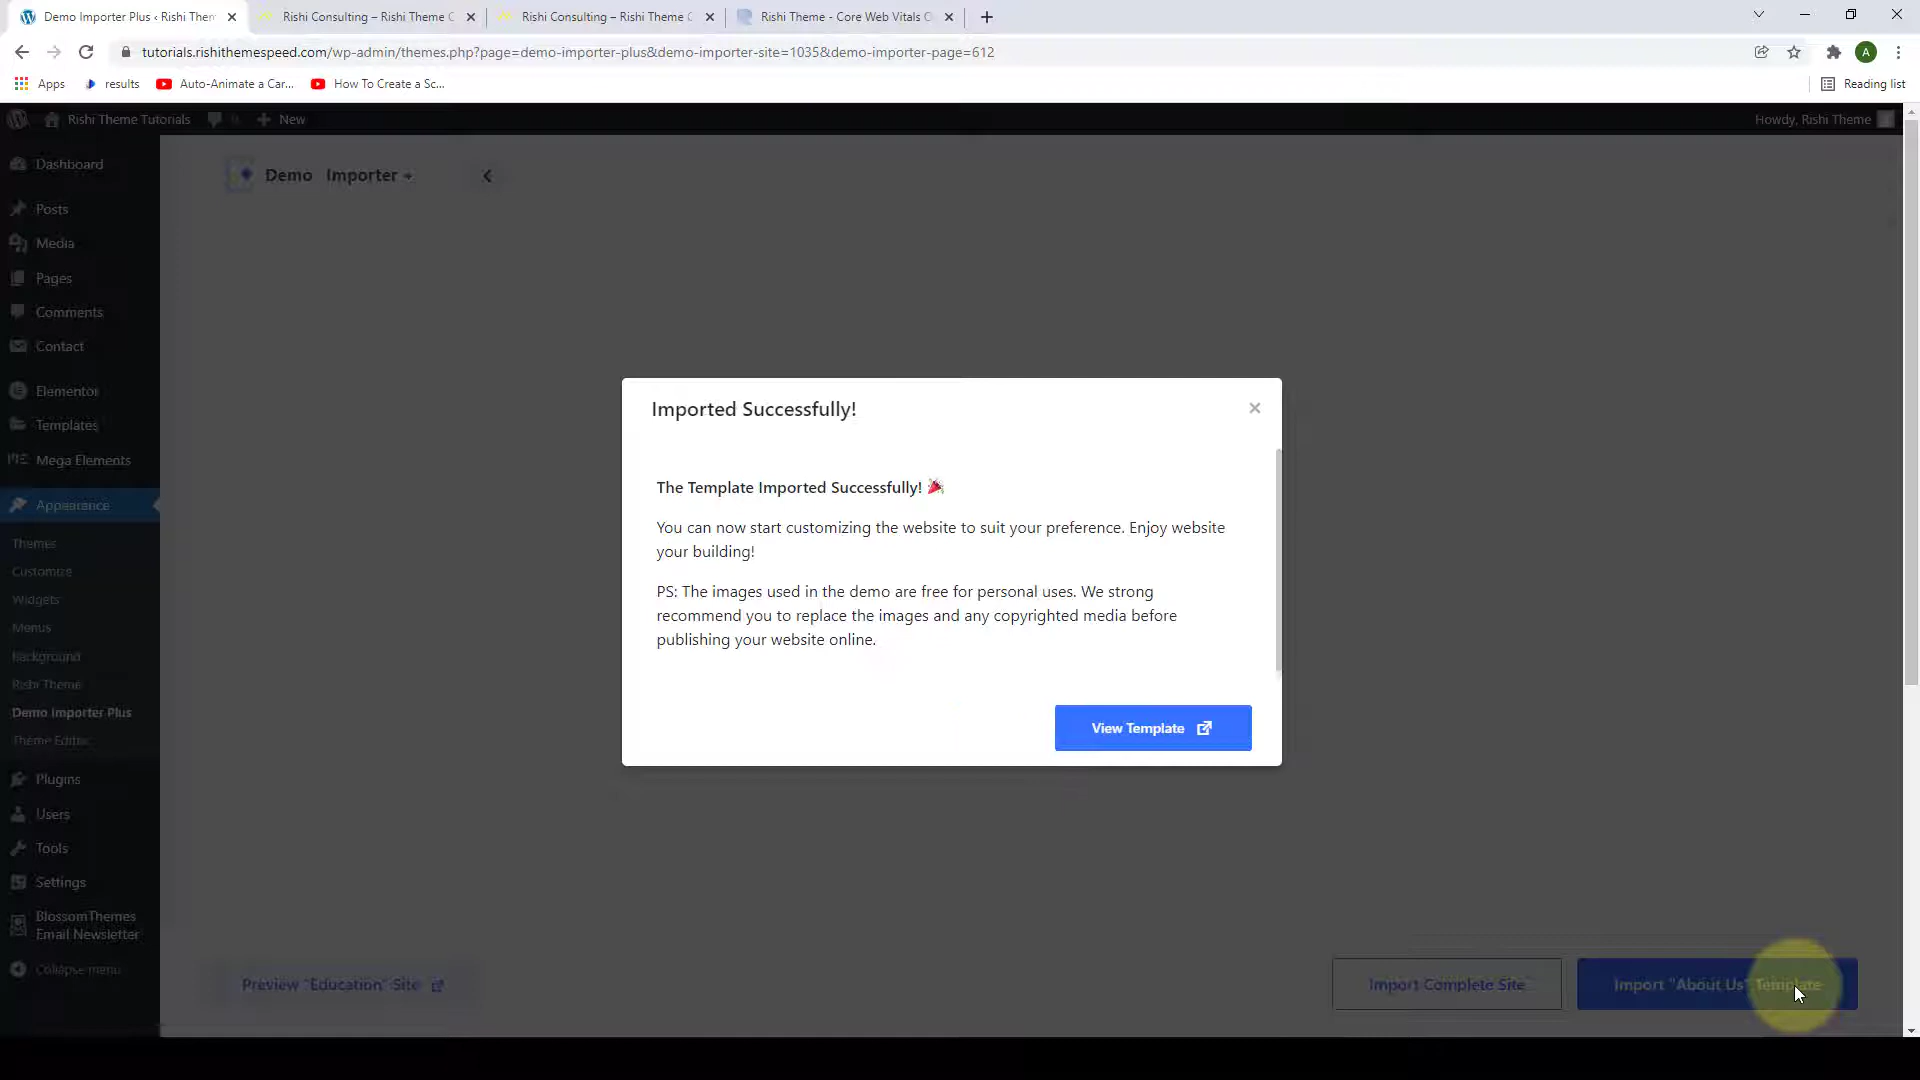 Demo Importer Plus ‹ Rishi Them
Rishi Consulting – Rishi Theme C
Rishi Consulting – Rishi Theme C
Rishi Theme - Core Web Vitals O
tutorials.rishithemespeed.com/wp-admin/themes.php?page=demo-importer-plus&demo-importer-site=1035&demo-importer-page=612
A
Apps
results
Auto-Animate a Car...
How To Create a Sc...
Reading list
Rishi Theme Tutorials
0
New
Howdy, Rishi Theme
Dashboard
Demo Importer +
Posts
Media
Pages
Comments
Contact
Elementor
Templates
Mega Elements
Appearance
Themes
Customize
Widgets
Menus
Background
Rishi Theme
Demo Importer Plus
Theme Editor
Plugins
Users
Tools
Settings
BlossomThemes
Email Newsletter
Collapse menu
Imported Successfully!
The Template Imported Successfully!
You can now start customizing the website to suit your preference. Enjoy website
your building!
PS: The images used in the demo are free for personal uses. We strong
recommend you to replace the images and any copyrighted media before
publishing your website online.
View Template
Preview "Education" Site
Import Complete Site
Import "About Us" Template